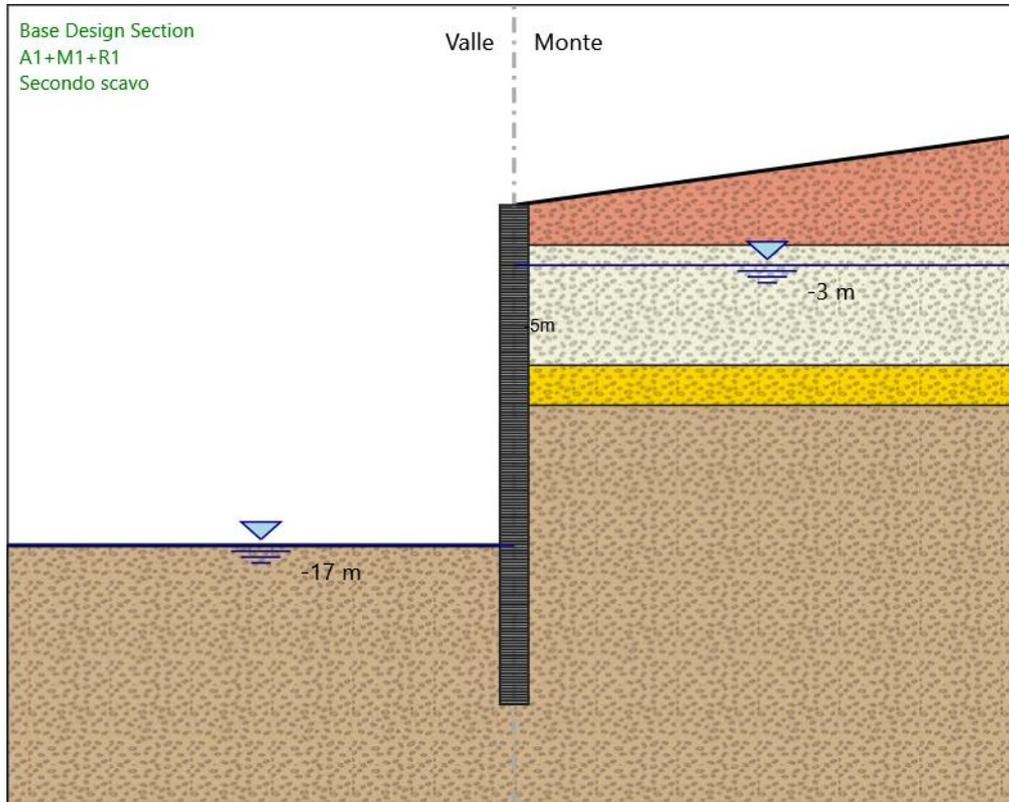 Base Design Section
A1+M1+R1
Secondo scavo
Valle
Monte
-3 m
-5m
-17 m